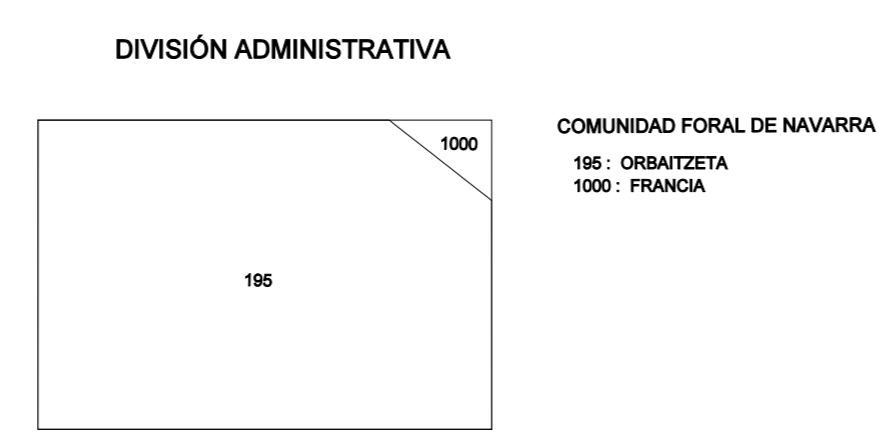 DIVISIÓN ADMINISTRATIVA
1000
195
COMUNIDAD FORAL DE NAVARRA
195 : ORBAITZETA
1000 : FRANCIA